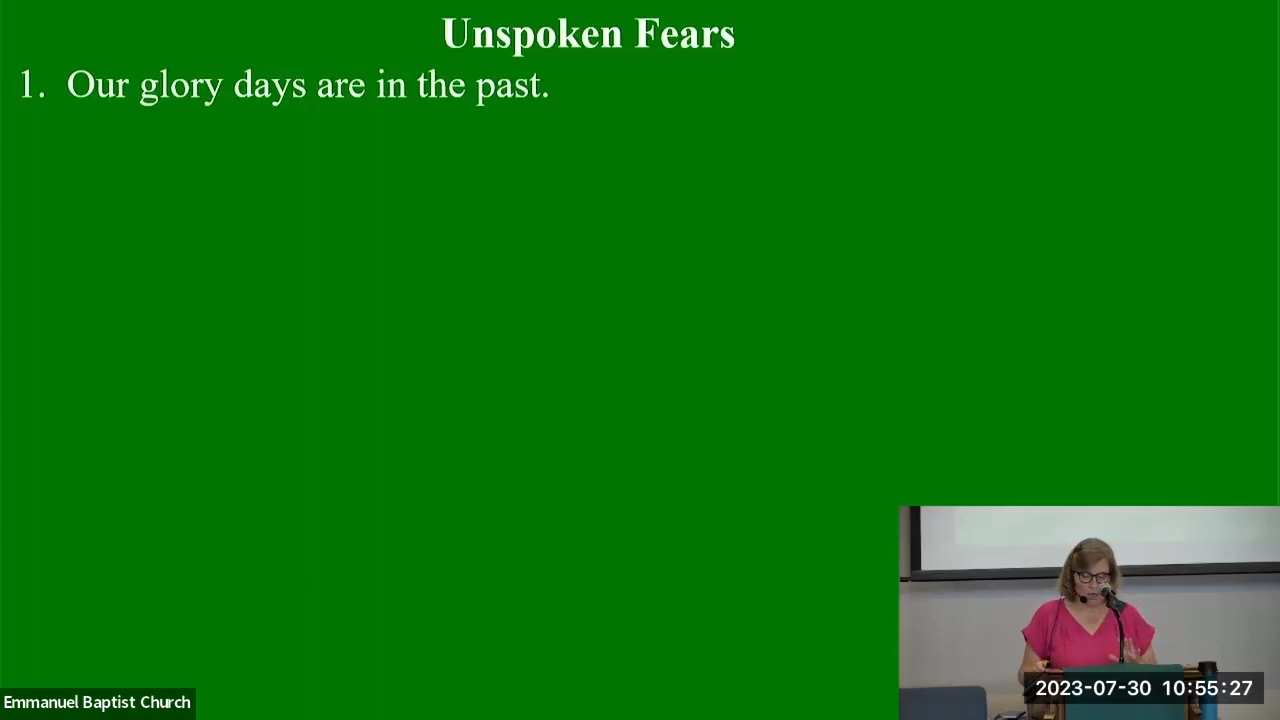 Unspoken Fears
1. Our glory days are in the past.
Emmanuel Baptist Church
2023-07-30 10:55:27